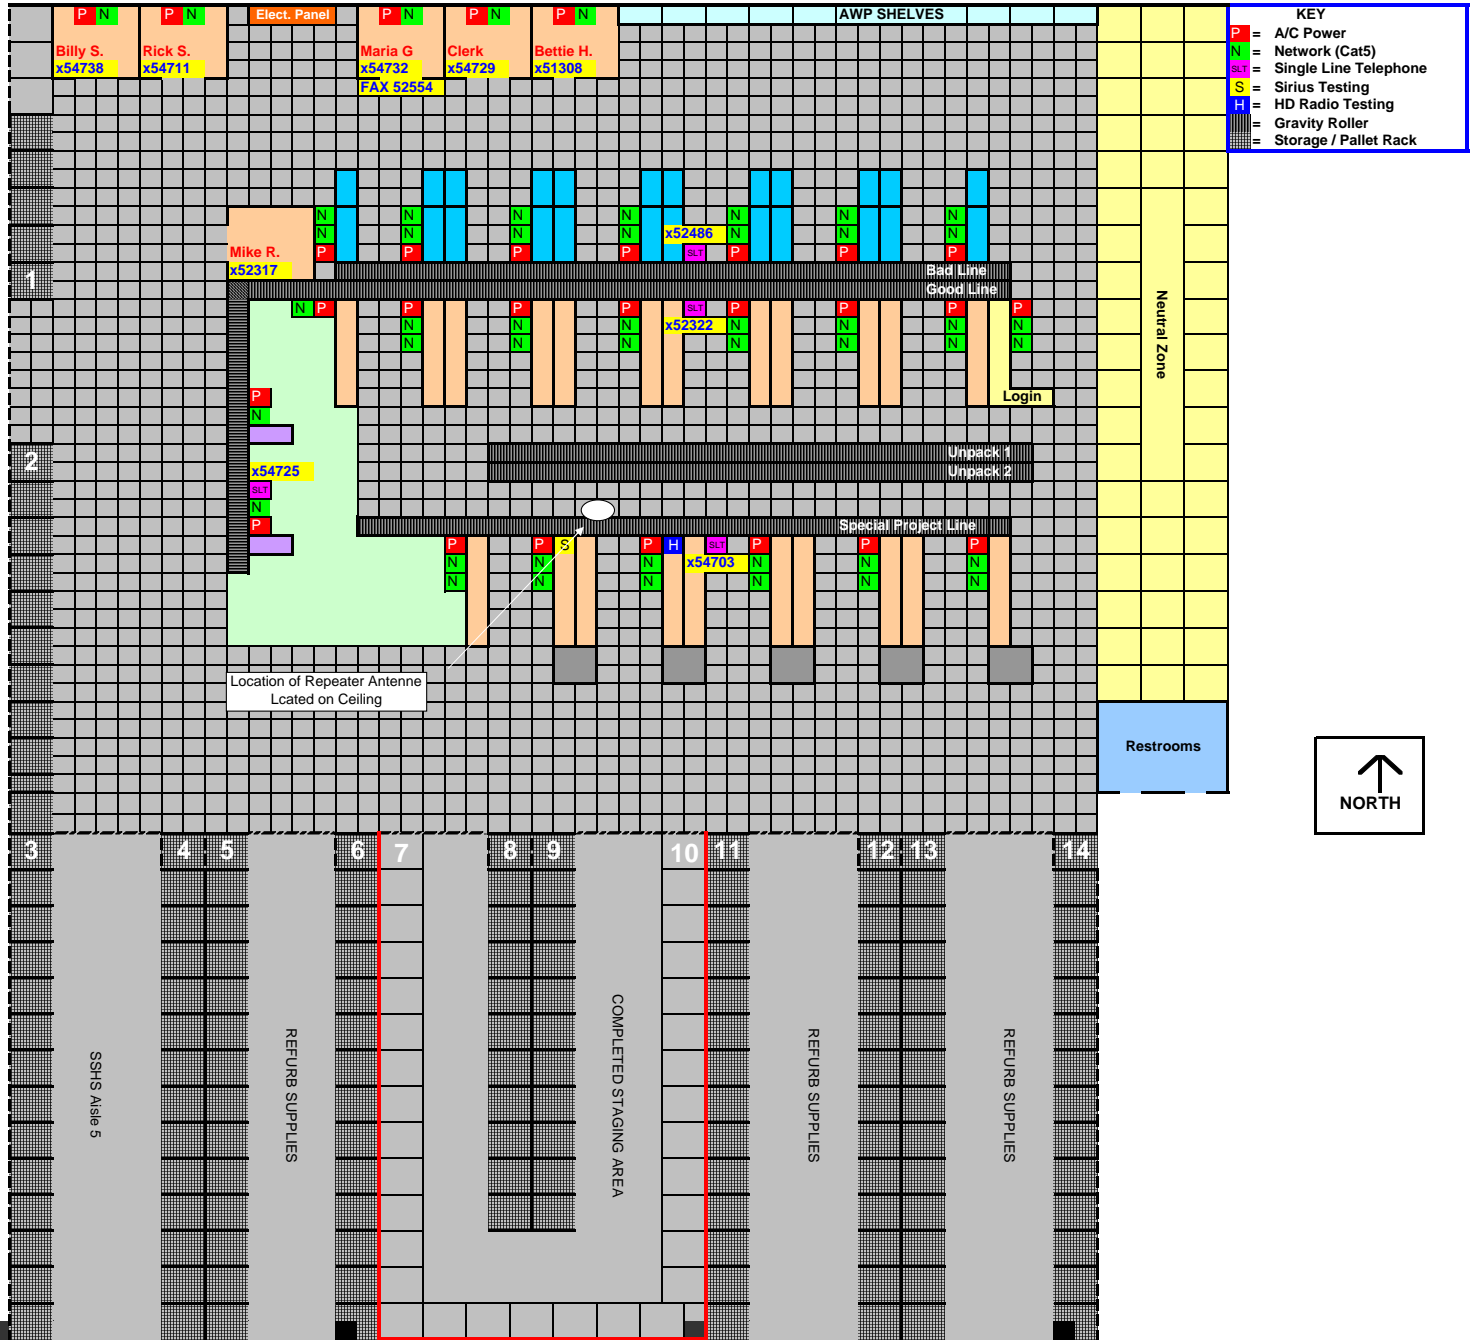 P N P N Elect. Panel P N P N P N AWP SHELVES
Billy S. Rick S. Maria G Clerk Bettie H.
x54738 x54711 x54732 x54729 x51308
FAX 52554
KEY
P = A/C Power
N = Network (Cat5)
SLT = Single Line Telephone
S = Sirius Testing
H = HD Radio Testing
= Gravity Roller
= Storage / Pallet Rack
N N N N N N N
N N N N x52486 N N N
Mike R. P P P P SLT P P P
x52317 Bad Line
1 Good Line
N P P P P SLT P P P P
N N N x52322 N N N N
N N N N N N N
P Login
N
Neutral Zone
2 Unpack 1
x54725 Unpack 2
SLT
N
P Special Project Line
P P S P H SLT P P P
N N N x54703 N N N
N N N N N N
Location of Repeater Antenne
Lcated on Ceiling
Restrooms
NORTH
3 4 5 6 7 8 9 10 11 12 13 14
SSHS Aisle 5
REFURB SUPPLIES
COMPLETED STAGING AREA
REFURB SUPPLIES
REFURB SUPPLIES